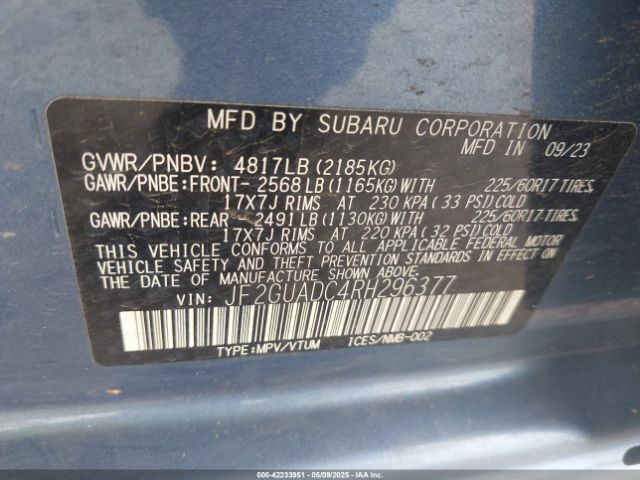 MFD BY SUBARU CORPORATION
MFD IN 09/23
GVWR/PNBV: 4817LB (2185KG)
GAWR/PNBE:FRONT- 2568 LB (1165KG) WITH 225/60R17 TIRES,
17X7J RIMS AT 230 KPA (33 PSI) COLD
GAWR/PNBE:REAR - 2491 LB (1130KG) WITH 225/60R17 TIRES,
17X7J RIMS AT 220 KPA (32 PSI) COLD
THIS VEHICLE CONFORMS TO ALL APPLICABLE FEDERAL MOTOR
VEHICLE SAFETY AND THEFT PREVENTION STANDARDS IN EFFECT ON
THE DATE OF MANUFACTURE SHOWN ABOVE.
VIN: JF2GUADC4RH296377
TYPE:MPV/VTUM ICES/NMB-002
000-42233951 - 05/09/2025 - IAAI.CA